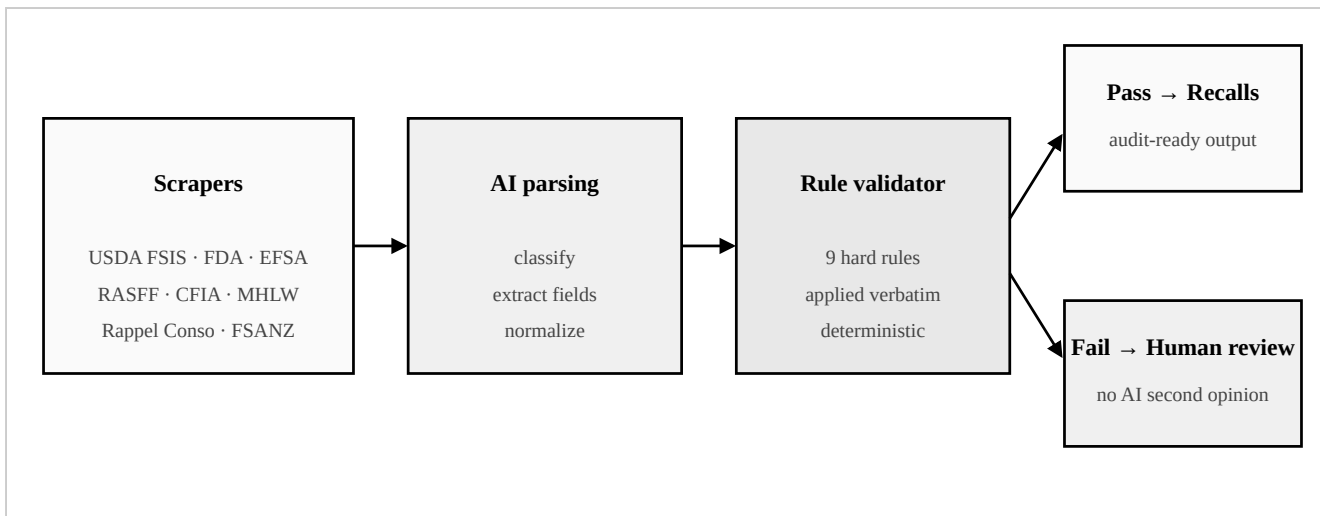 Scrapers
USDA FSIS · FDA · EFSA
RASFF · CFIA · MHLW
Rappel Conso · FSANZ
AI parsing
classify
extract fields
normalize
Rule validator
9 hard rules
applied verbatim
deterministic
Pass → Recalls
audit-ready output
Fail → Human review
no AI second opinion